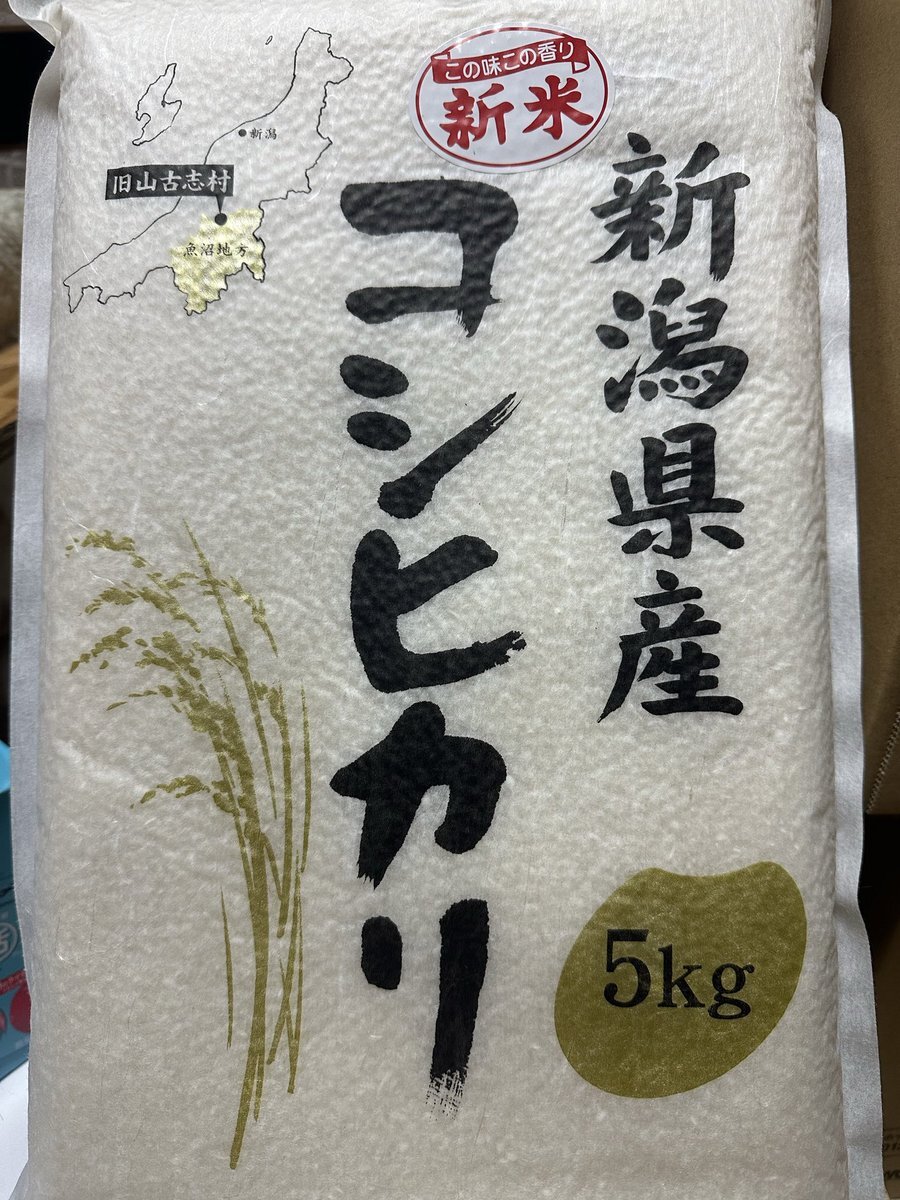 この味この香り
新米
新潟県産
コシヒカリ
新潟
旧山古志村
魚沼地方
5kg